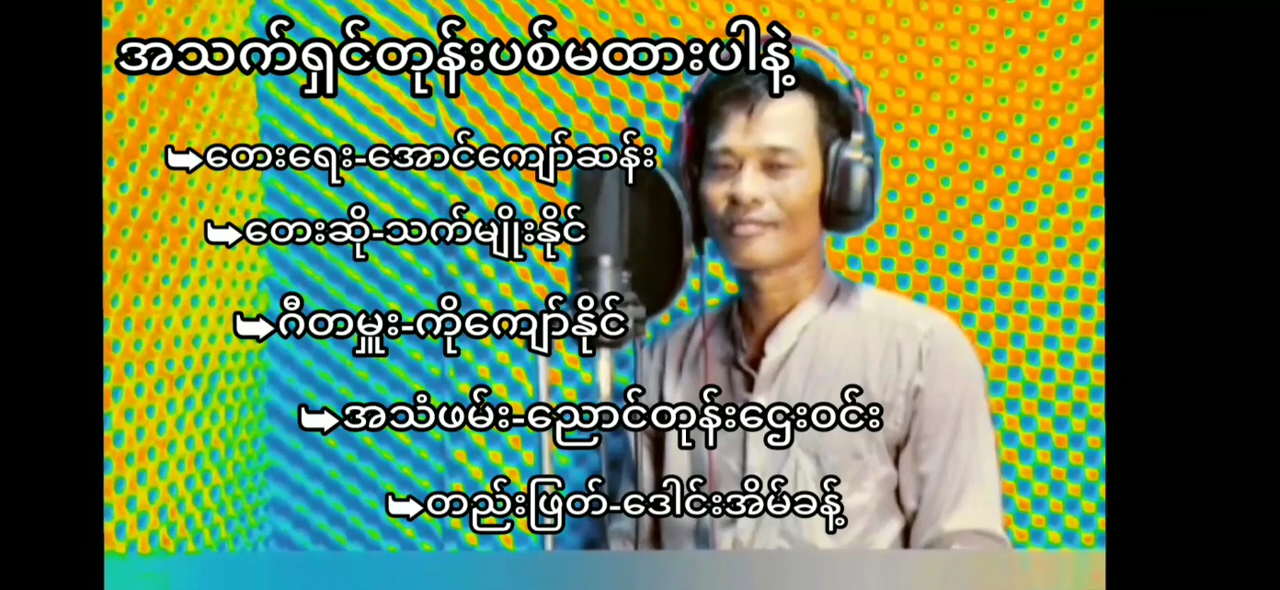 အသက်ရှင်တုန်းပစ်မထားပါနဲ့
➥တေးရေး-အောင်ကျော်ဆန်း
➥တေးဆို-သက်မျိုးနိုင်
➥ဂီတမှူး-ကိုကျော်နိုင်
➥အသံဖမ်း-ညောင်တုန်းဌေးဝင်း
➥တည်းဖြတ်-ဒေါင်းအိမ်ခန့်